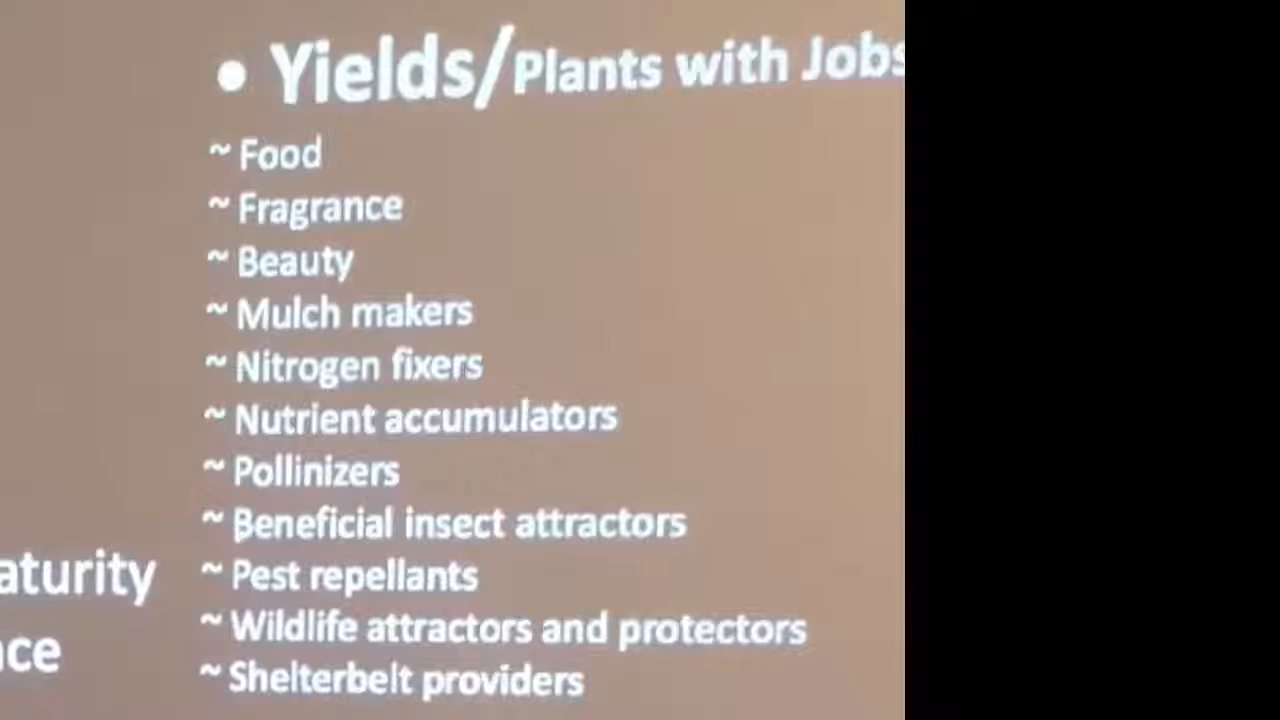 • Yields/Plants with Jobs
~ Food
~ Fragrance
~ Beauty
~ Mulch makers
~ Nitrogen fixers
~ Nutrient accumulators
~ Pollinizers
~ Beneficial insect attractors
aturity
~ Pest repellants
nce
~ Wildlife attractors and protectors
~ Shelterbelt providers